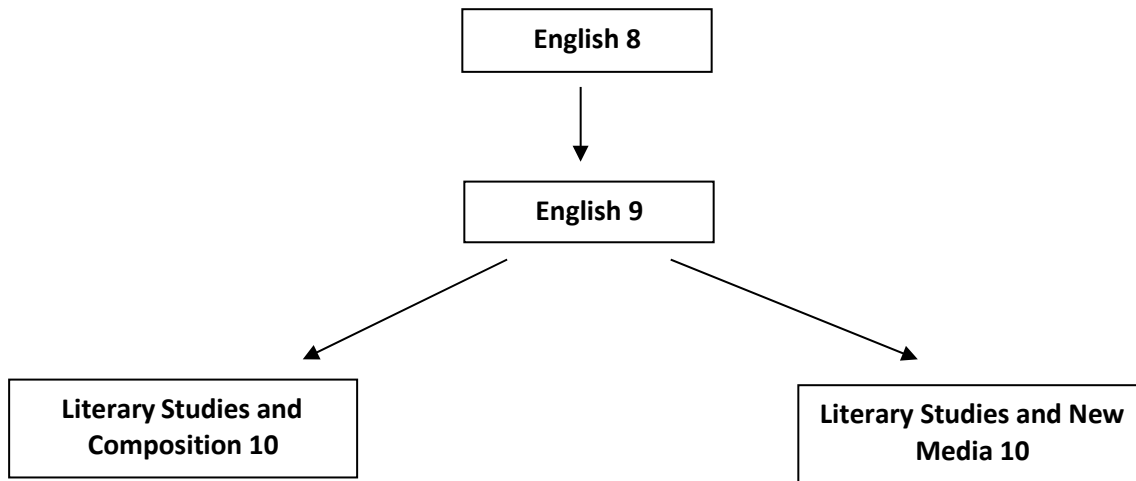 English 8
English 9
Literary Studies and
Composition 10
Literary Studies and New
Media 10